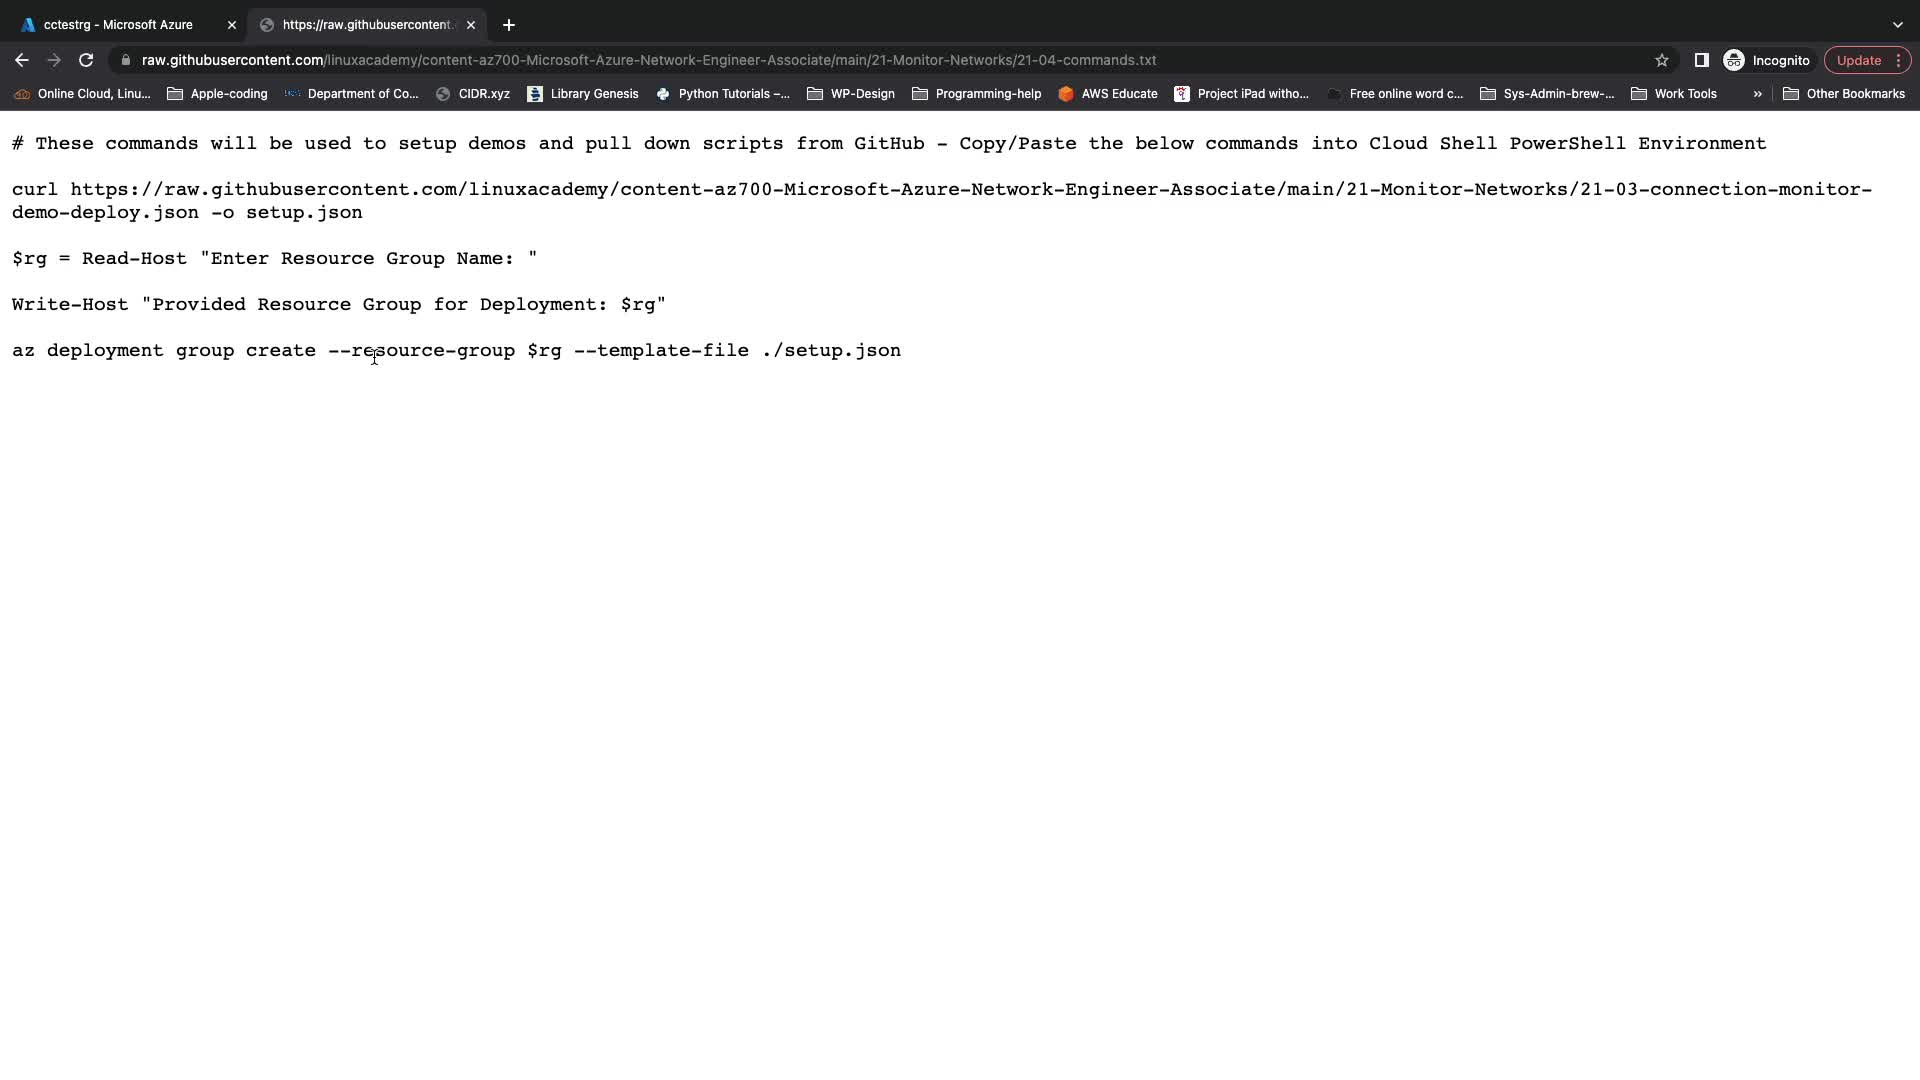 cctestrg - Microsoft Azure
https://raw.githubusercontent.
raw.githubusercontent.com/linuxacademy/content-az700-Microsoft-Azure-Network-Engineer-Associate/main/21-Monitor-Networks/21-04-commands.txt
Incognito
Update
Online Cloud, Linu...
Apple-coding
Department of Co...
CIDR.xyz
Library Genesis
Python Tutorials –...
WP-Design
Programming-help
AWS Educate
Project iPad witho...
Free online word c...
Sys-Admin-brew-...
Work Tools
»
Other Bookmarks
# These commands will be used to setup demos and pull down scripts from GitHub - Copy/Paste the below commands into Cloud Shell PowerShell Environment
curl https://raw.githubusercontent.com/linuxacademy/content-az700-Microsoft-Azure-Network-Engineer-Associate/main/21-Monitor-Networks/21-03-connection-monitor-
demo-deploy.json -o setup.json
$rg = Read-Host "Enter Resource Group Name: "
Write-Host "Provided Resource Group for Deployment: $rg"
az deployment group create --resource-group $rg --template-file ./setup.json